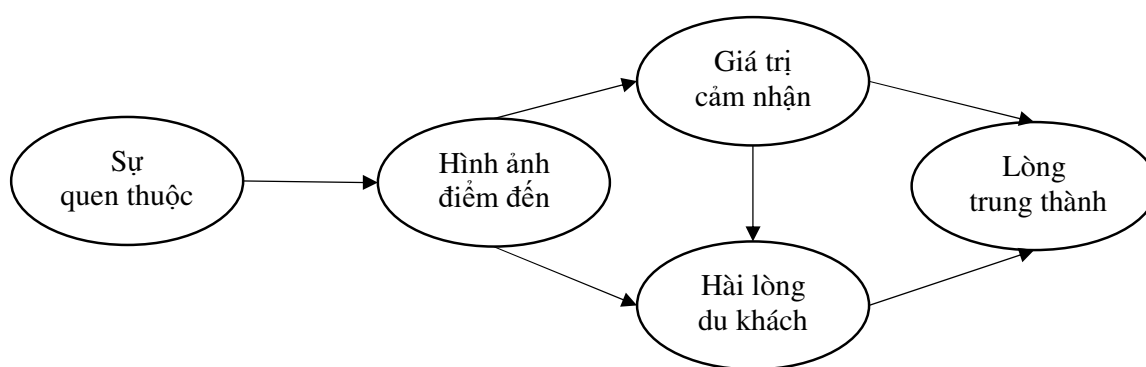 Sự
quen thuộc
Hình ảnh
điểm đến
Giá trị
cảm nhận
Hài lòng
du khách
Lòng
trung thành